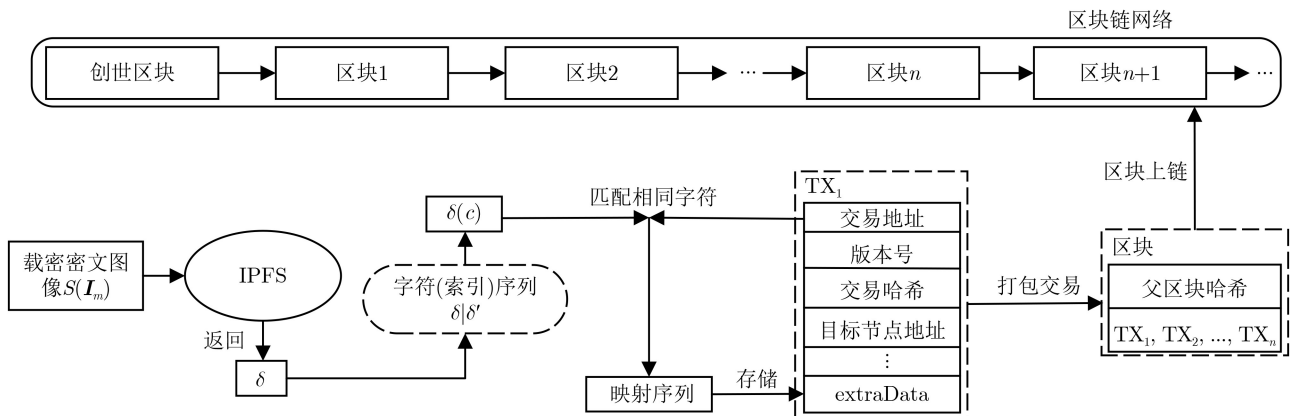 区块链网络
创世区块
区块1
区块2
...
区块n
区块n+1
...
区块上链
匹配相同字符
TX₁
δ(c)
交易地址
区块
载密密文图
像S(Iₘ)
IPFS
字符(索引)序列
δ|δ′
版本号
交易哈希
打包交易
父区块哈希
目标节点地址
TX₁, TX₂, ..., TXₙ
返回
δ
⋮
映射序列
存储
extraData